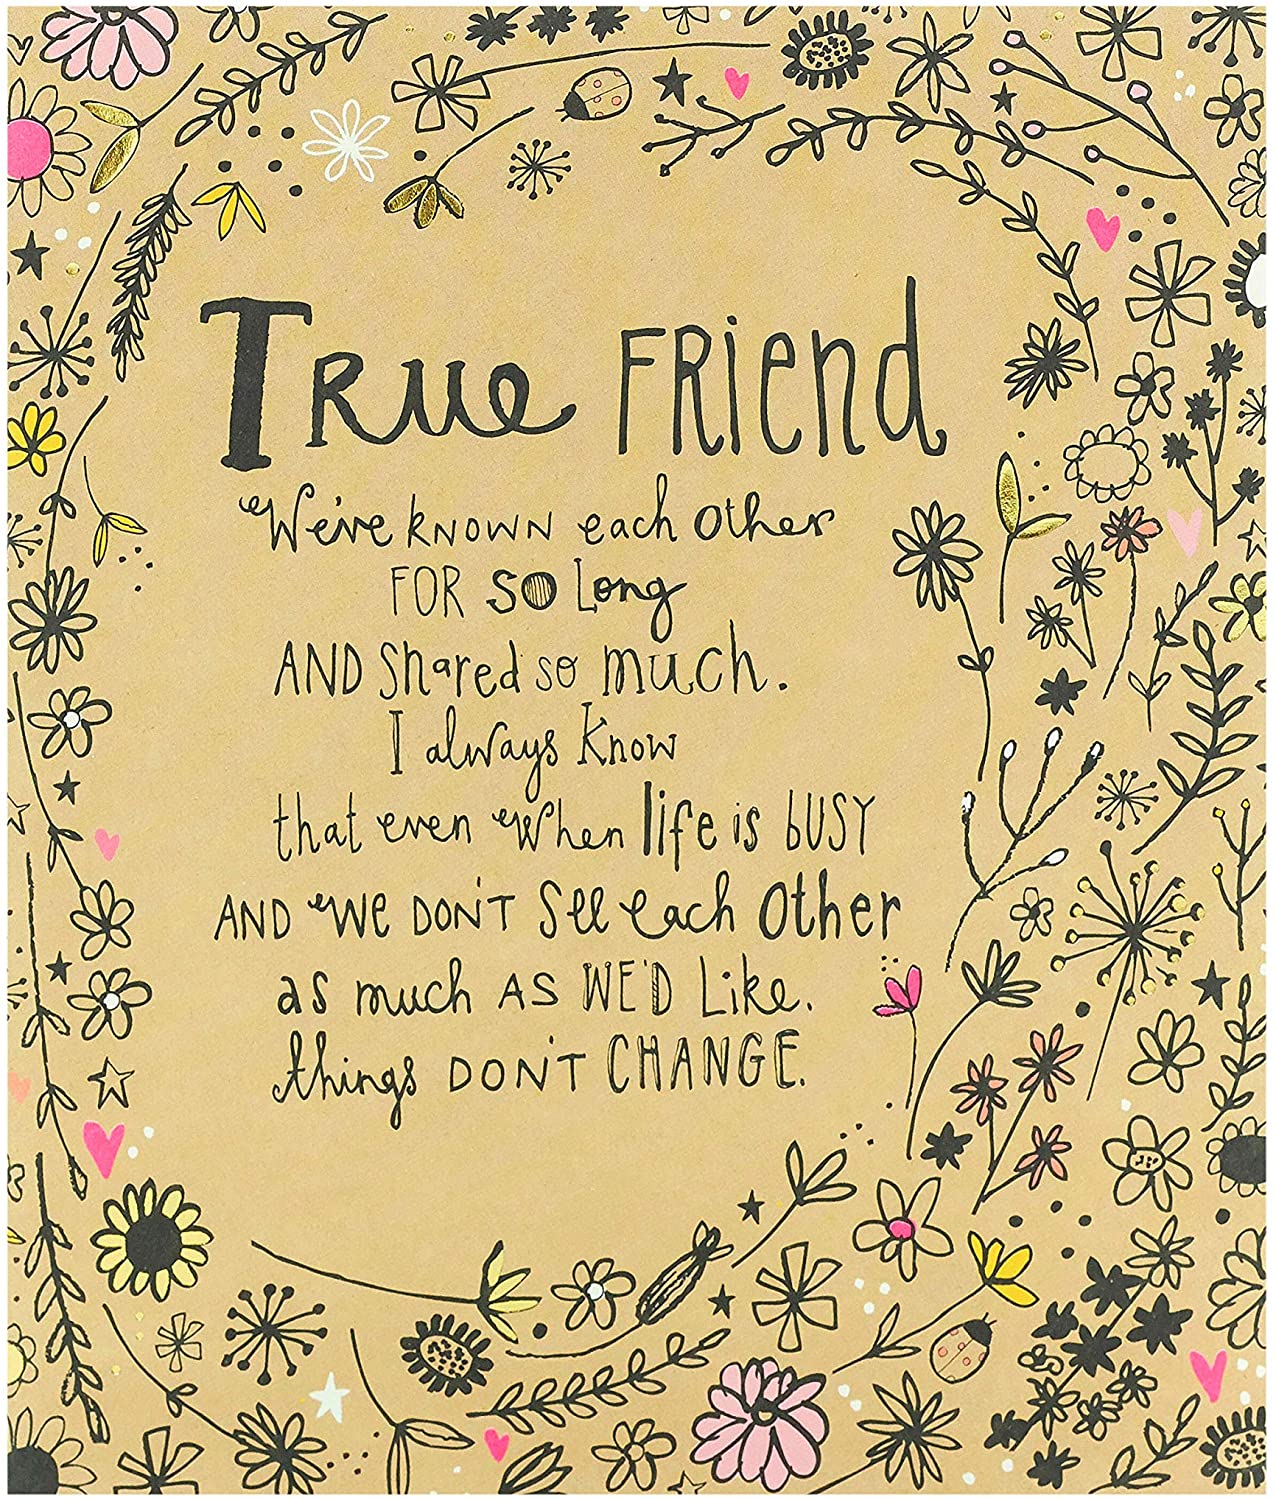 True FRiend
We've KNOWN each other
FOR so Long
AND shared so much.
I always know
that even when life is BUSY
AND we DON'T see each other
as much AS WE'D Like.
things DON'T CHANGE.